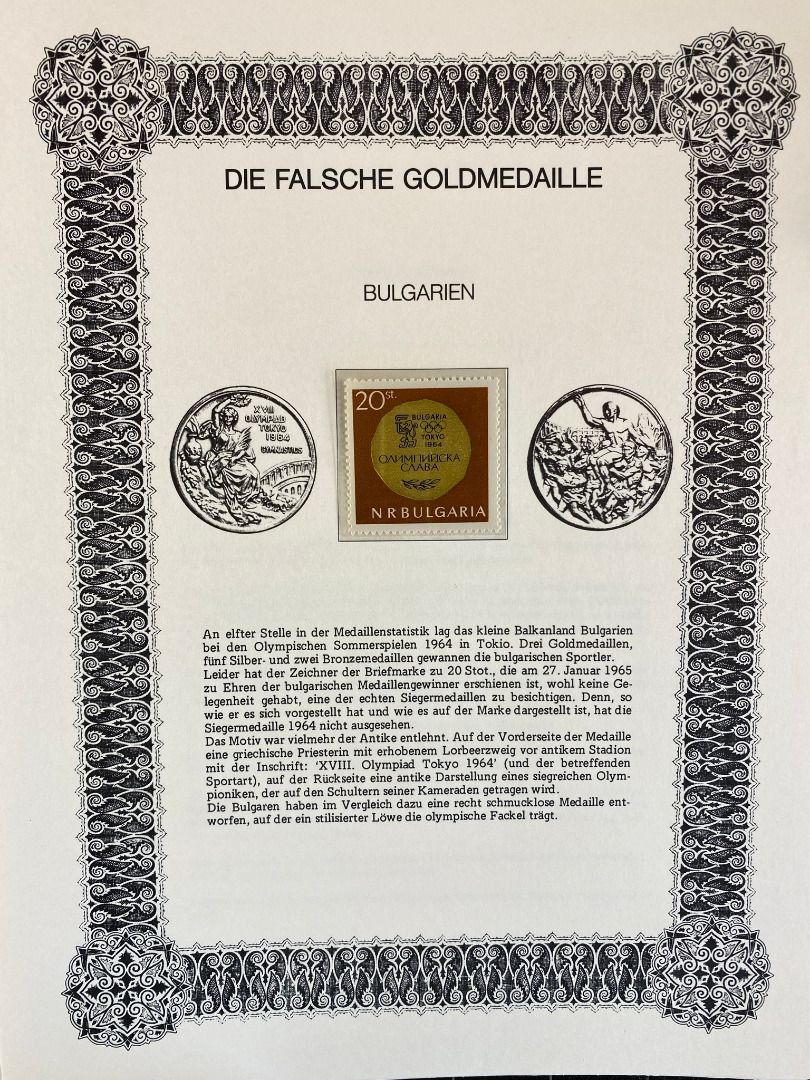 DIE FALSCHE GOLDMEDAILLE
BULGARIEN
XVIII
OLYMPIAD
TOKYO
1964
GYMNASTICS
20 st.
BULGARIA
TOKYO
1964
ОЛИМПИЙСКА
СЛАВА
NRBULGARIA
An elfter Stelle in der Medaillenstatistik lag das kleine Balkanland Bulgarien
bei den Olympischen Sommerspielen 1964 in Tokio. Drei Goldmedaillen,
fünf Silber- und zwei Bronzemedaillen gewannen die bulgarischen Sportler.
Leider hat der Zeichner der Briefmarke zu 20 Stot., die am 27. Januar 1965
zu Ehren der bulgarischen Medaillengewinner erschienen ist, wohl keine Ge-
legenheit gehabt, eine der echten Siegermedaillen zu besichtigen. Denn, so
wie er es sich vorgestellt hat und wie es auf der Marke dargestellt ist, hat die
Siegermedaille 1964 nicht ausgesehen.
Das Motiv war vielmehr der Antike entlehnt. Auf der Vorderseite der Medaille
eine griechische Priesterin mit erhobenem Lorbeerzweig vor antikem Stadion
mit der Inschrift: ‘XVIII. Olympiad Tokyo 1964’ (und der betreffenden
Sportart), auf der Rückseite eine antike Darstellung eines siegreichen Olym-
pioniken, der auf den Schultern seiner Kameraden getragen wird.
Die Bulgaren haben im Vergleich dazu eine recht schmucklose Medaille ent-
worfen, auf der ein stilisierter Löwe die olympische Fackel trägt.